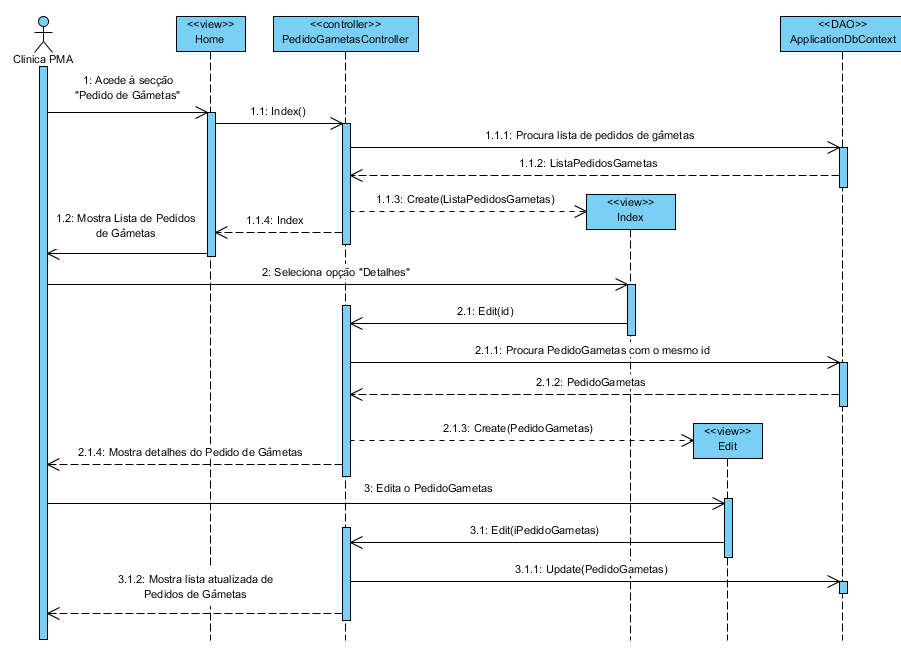 <<view>>
Home
<<controller>>
PedidoGametasController
<<DAO>>
ApplicationDbContext
Clinica PMA
1: Acede à secção
"Pedido de Gâmetas"
1.1: Index()
1.1.1: Procura lista de pedidos de gâmetas
1.1.2: ListaPedidosGametas
1.1.3: Create(ListaPedidosGametas)
<<view>>
Index
1.2: Mostra Lista de Pedidos
de Gâmetas
1.1.4: Index
2: Seleciona opção "Detalhes"
2.1: Edit(id)
2.1.1: Procura PedidoGametas com o mesmo id
2.1.2: PedidoGametas
2.1.3: Create(PedidoGametas)
<<view>>
Edit
2.1.4: Mostra detalhes do Pedido de Gâmetas
3: Edita o PedidoGametas
3.1: Edit(iPedidoGametas)
3.1.1: Update(PedidoGametas)
3.1.2: Mostra lista atualizada de
Pedidos de Gâmetas